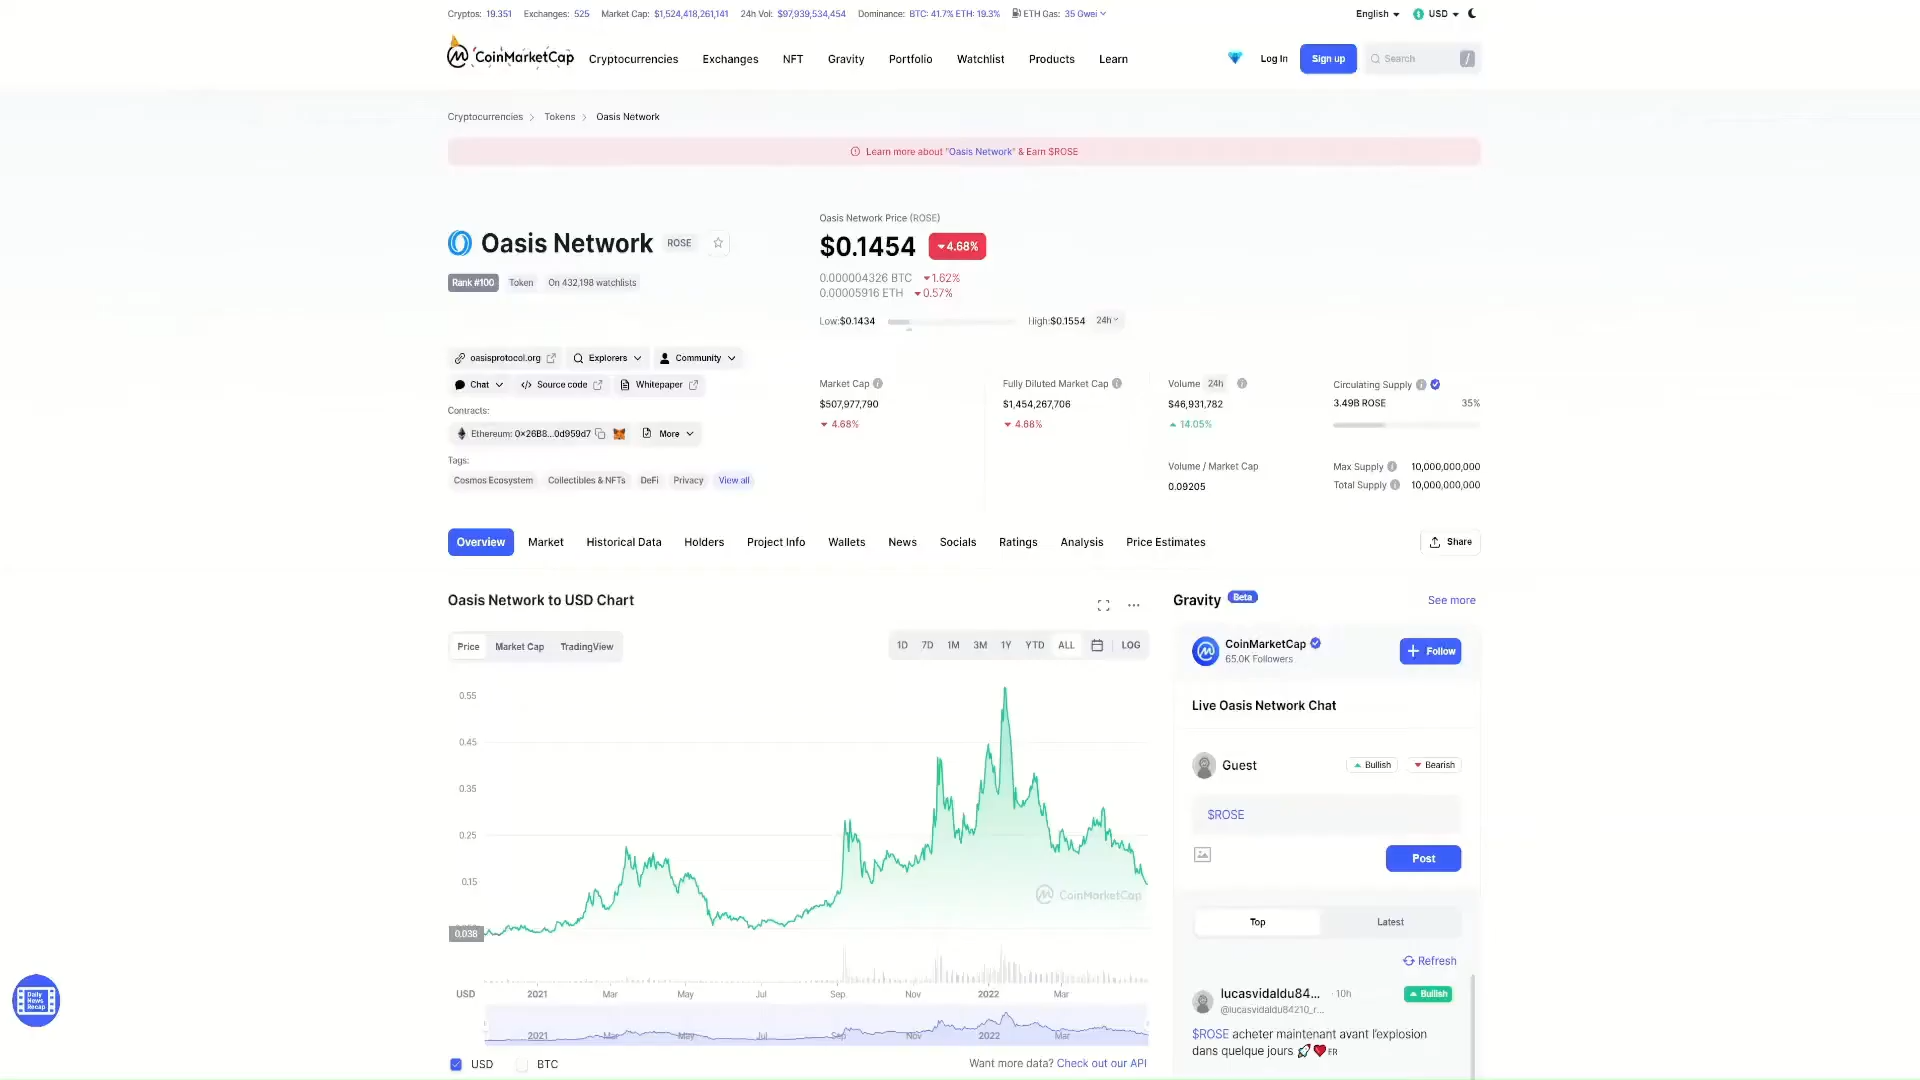 Cryptos: 19.351 Exchanges: 525 Market Cap: $1,524,418,261,141 24h Vol: $97,939,534,454 Dominance: BTC: 41.7% ETH: 19.3% ETH Gas: 35 Gwei English USD
CoinMarketCap Cryptocurrencies Exchanges NFT Gravity Portfolio Watchlist Products Learn Log In Sign up Search /
Cryptocurrencies Tokens Oasis Network
Learn more about "Oasis Network" & Earn $ROSE
Oasis Network Price (ROSE)
Oasis Network ROSE
$0.1454 4.68%
Rank #100 Token On 432,198 watchlists
0.000004326 BTC 1.62%
0.00005916 ETH 0.57%
Low:$0.1434 High:$0.1554 24h
oasisprotocol.org Explorers Community
Chat Source code Whitepaper
Contracts:
Ethereum: 0x26B8...0d959d7 More
Tags:
Cosmos Ecosystem Collectibles & NFTs DeFi Privacy View all
Market Cap
$507,977,790
4.68%
Fully Diluted Market Cap
$1,454,267,706
4.68%
Volume 24h
$46,931,782
14.05%
Volume / Market Cap
0.09205
Circulating Supply
3.49B ROSE 35%
Max Supply 10,000,000,000
Total Supply 10,000,000,000
Overview Market Historical Data Holders Project Info Wallets News Socials Ratings Analysis Price Estimates Share
Oasis Network to USD Chart
Price Market Cap TradingView 1D 7D 1M 3M 1Y YTD ALL LOG
0.55
0.45
0.35
0.25
0.15
0.038
CoinMarketCap
USD 2021 Mar May Jul Sep Nov 2022 Mar
2021 Mar May Jul Sep Nov 2022 Mar
USD BTC Want more data? Check out our API
Gravity Beta See more
CoinMarketCap Follow
65.0K Followers
Live Oasis Network Chat
Guest Bullish Bearish
$ROSE
Post
Top Latest
Refresh
lucasvidaldu84... · 10h Bullish
@lucasvidaldu84210_r...
$ROSE acheter maintenant avant l'explosion
dans quelque jours 🚀❤️FR
Daily
News
Recap